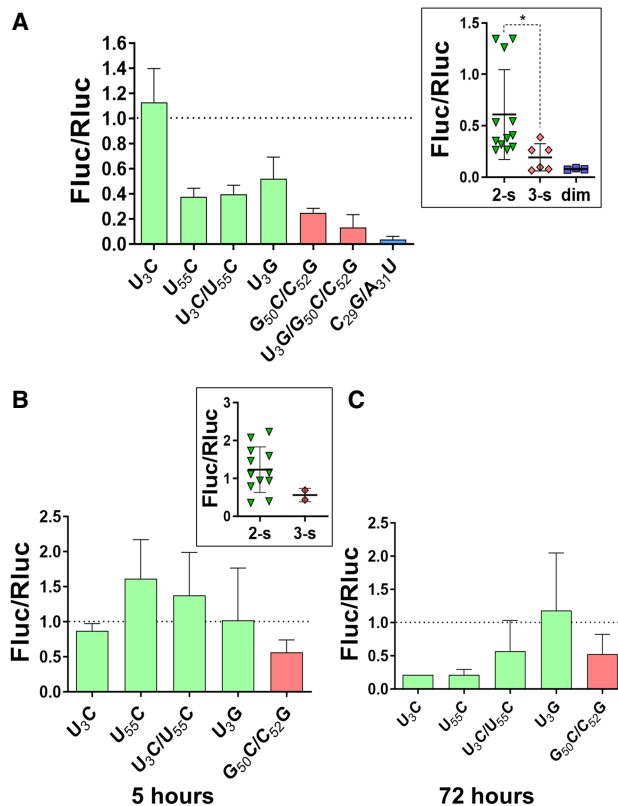 A
Fluc/Rluc
1.6
1.4
1.2
1.0
0.8
0.6
0.4
0.2
0.0
U₃C
U₅₅C
U₃C/U₅₅C
U₃G
G₅₀C/C₅₂G
U₃G/G₅₀C/C₅₂G
C₂₉G/A₃₁U
Fluc/Rluc
1.5
1.0
0.5
0.0
*
2-s 3-s dim
B
Fluc/Rluc
3
2
1
0
2-s 3-s
Fluc/Rluc
2.5
2.0
1.5
1.0
0.5
0.0
U₃C
U₅₅C
U₃C/U₅₅C
U₃G
G₅₀C/C₅₂G
5 hours
C
Fluc/Rluc
2.5
2.0
1.5
1.0
0.5
0.0
U₃C
U₅₅C
U₃C/U₅₅C
U₃G
G₅₀C/C₅₂G
72 hours